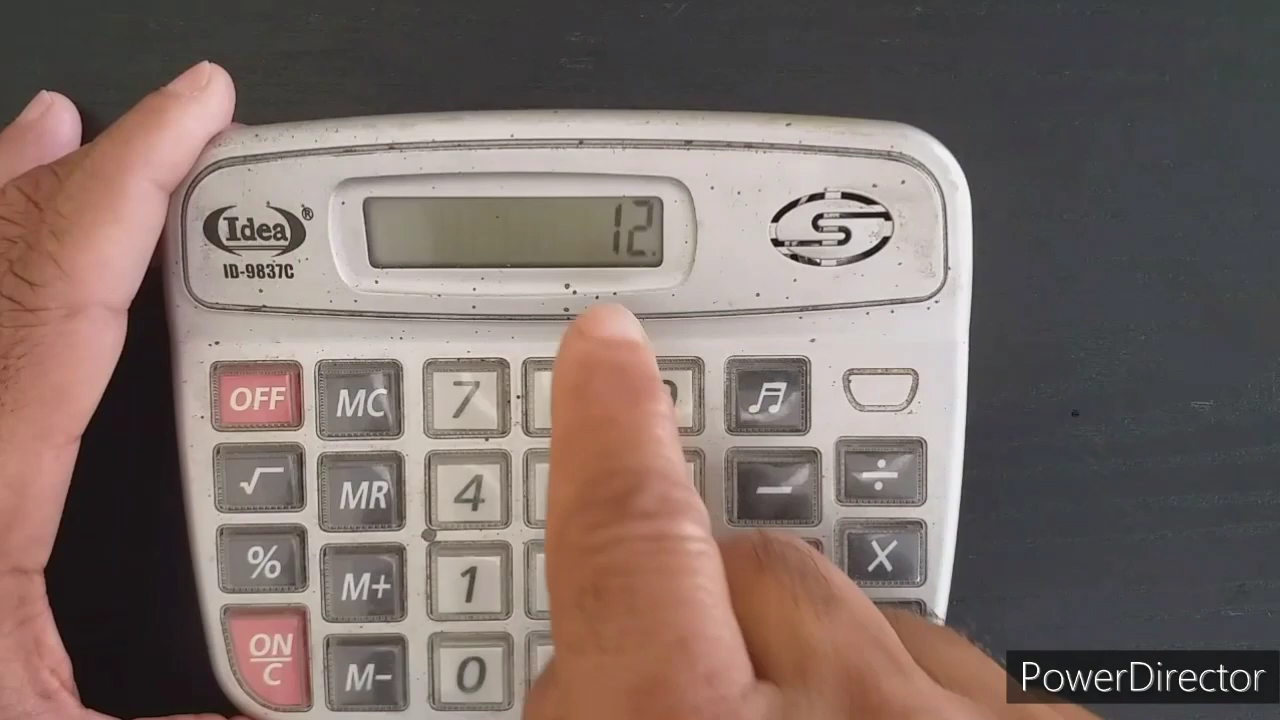 Idea®
ID-9837C
12.
S
OFF MC 7
√ MR 4 − ÷
% M+ 1 X
ON/C M− 0
PowerDirector